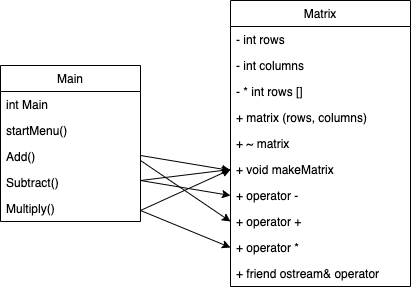 Main
int Main
startMenu()
Add()
Subtract()
Multiply()
Matrix
- int rows
- int columns
- * int rows []
+ matrix (rows, columns)
+ ~ matrix
+ void makeMatrix
+ operator -
+ operator +
+ operator *
+ friend ostream& operator